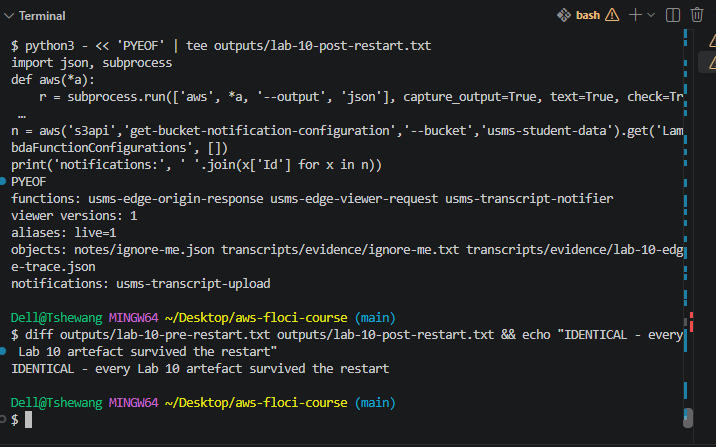 Terminal
bash
$ python3 - << 'PYEOF' | tee outputs/lab-10-post-restart.txt
import json, subprocess
def aws(*a):
    r = subprocess.run(['aws', *a, '--output', 'json'], capture_output=True, text=True, check=Tr
…
n = aws('s3api','get-bucket-notification-configuration','--bucket','usms-student-data').get('Lam
bdaFunctionConfigurations', [])
print('notifications:', ' '.join(x['Id'] for x in n))
PYEOF
functions: usms-edge-origin-response usms-edge-viewer-request usms-transcript-notifier
viewer versions: 1
aliases: live=1
objects: notes/ignore-me.json transcripts/evidence/ignore-me.txt transcripts/evidence/lab-10-edg
e-trace.json
notifications: usms-transcript-upload
Dell@Tshewang MINGW64 ~/Desktop/aws-floci-course (main)
$ diff outputs/lab-10-pre-restart.txt outputs/lab-10-post-restart.txt && echo "IDENTICAL - every
 Lab 10 artefact survived the restart"
IDENTICAL - every Lab 10 artefact survived the restart
Dell@Tshewang MINGW64 ~/Desktop/aws-floci-course (main)
$